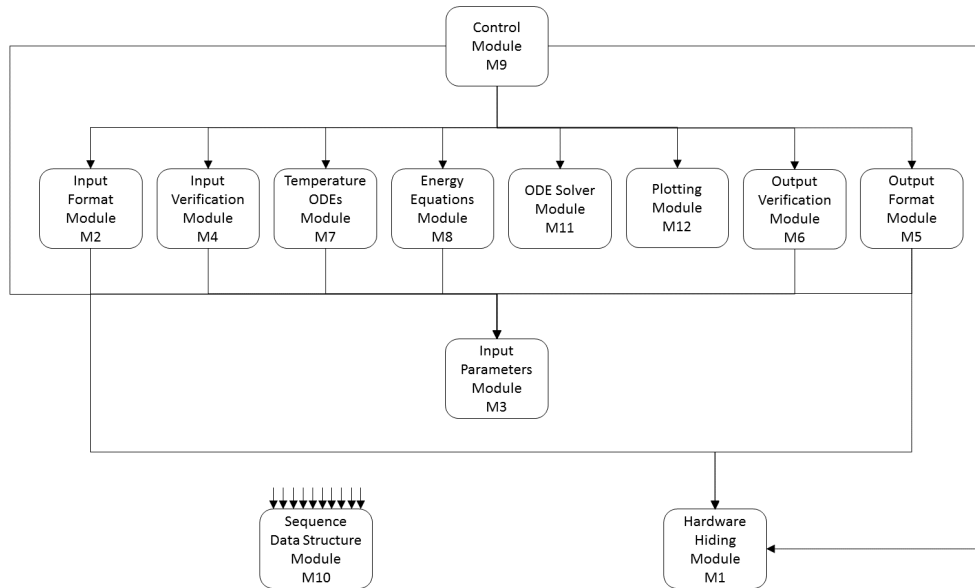 Control
Module
M9
Input
Format
Module
M2
Input
Verification
Module
M4
Temperature
ODEs
Module
M7
Energy
Equations
Module
M8
ODE Solver
Module
M11
Plotting
Module
M12
Output
Verification
Module
M6
Output
Format
Module
M5
Input
Parameters
Module
M3
Sequence
Data Structure
Module
M10
Hardware
Hiding
Module
M1